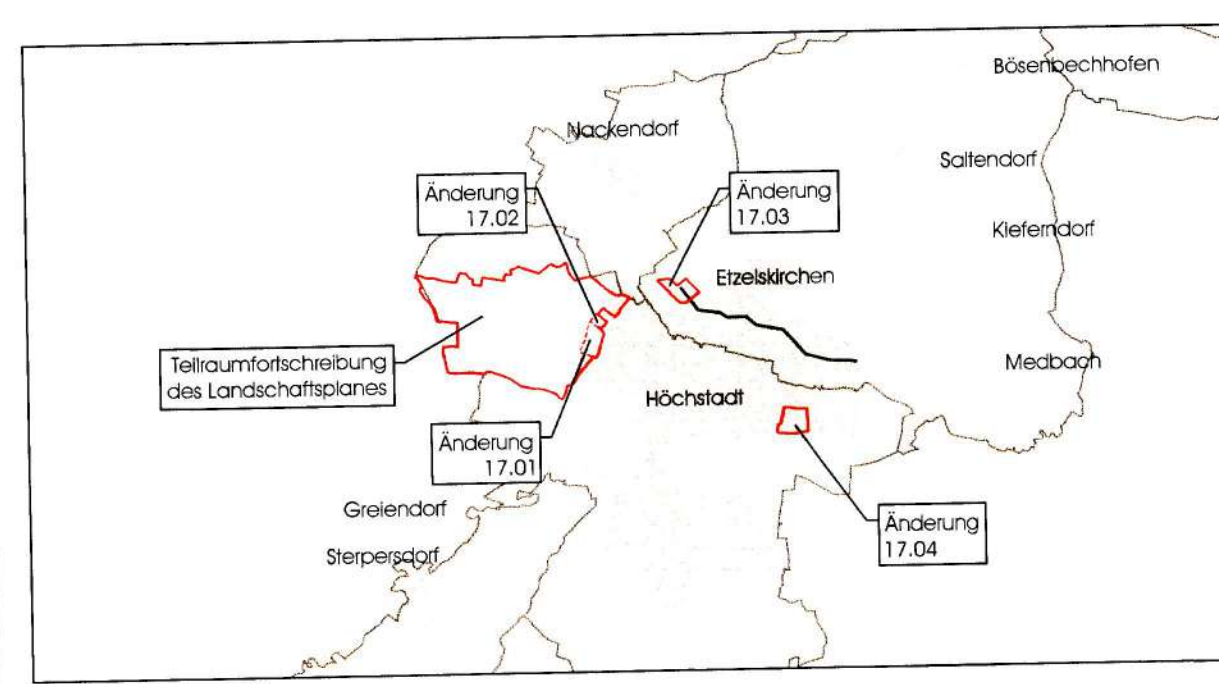 Bösenbechhofen
Nackendorf
Saltendorf
Änderung
17.02
Änderung
17.03
Kieferndorf
Etzelskirchen
Teilraumfortschreibung
des Landschaftsplanes
Medbach
Höchstadt
Änderung
17.01
Greiendorf
Änderung
17.04
Sterpersdorf